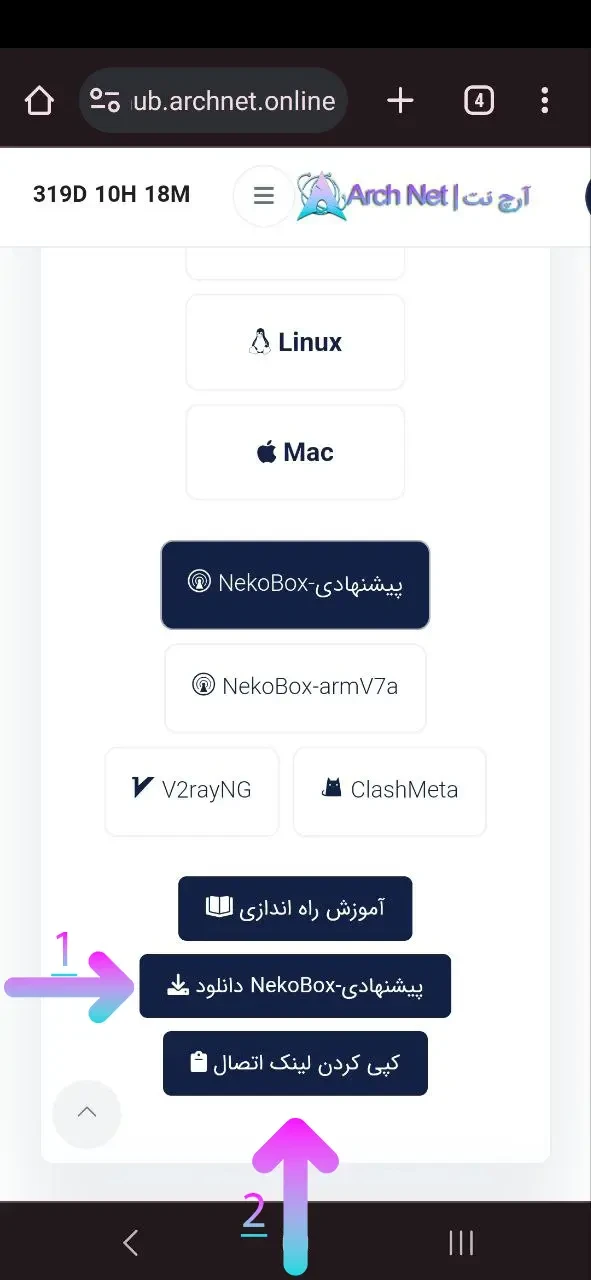 ub.archnet.online
4
319D 10H 18M
Arch Net | آرچ نت
Linux
Mac
NekoBox-پیشنهادی
NekoBox-armV7a
V2rayNG
ClashMeta
آموزش راه اندازی
1
دانلود NekoBox-پیشنهادی
کپی کردن لینک اتصال
2